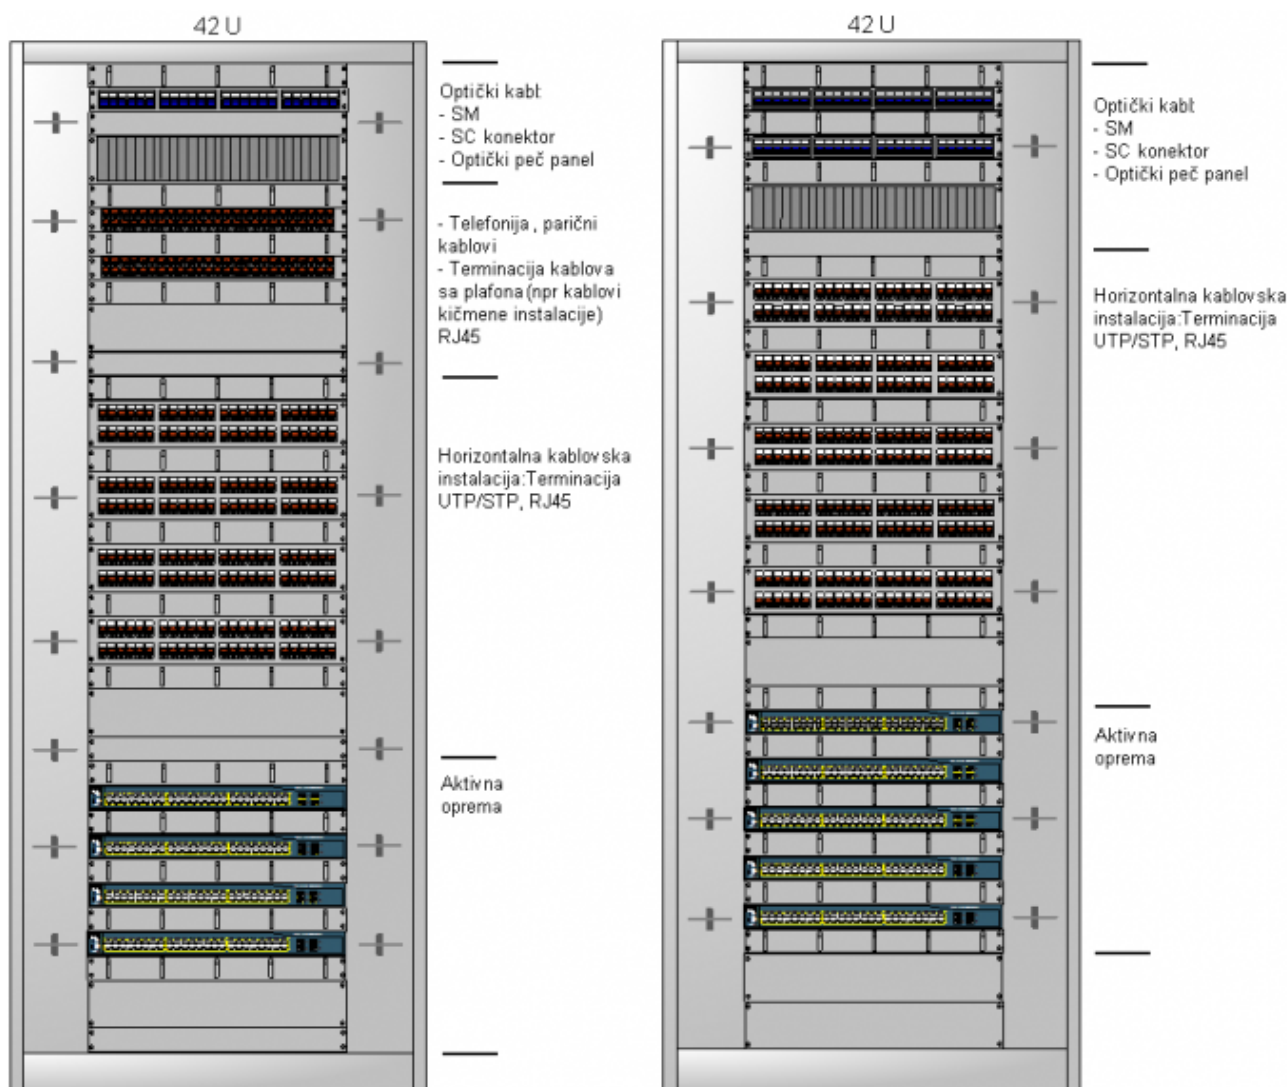 42 U
Optički kabl:
- SM
- SC konektor
- Optički peč panel
- Telefonija , parični
kablovi
- Terminacija kablova
sa plafona (npr kablovi
kičmene instalacije)
RJ45
Horizontalna kablovska
instalacija:Terminacija
UTP/STP, RJ45
Aktivna
oprema
42 U
Optički kabl:
- SM
- SC konektor
- Optički peč panel
Horizontalna kablovska
instalacija:Terminacija
UTP/STP, RJ45
Aktivna
oprema